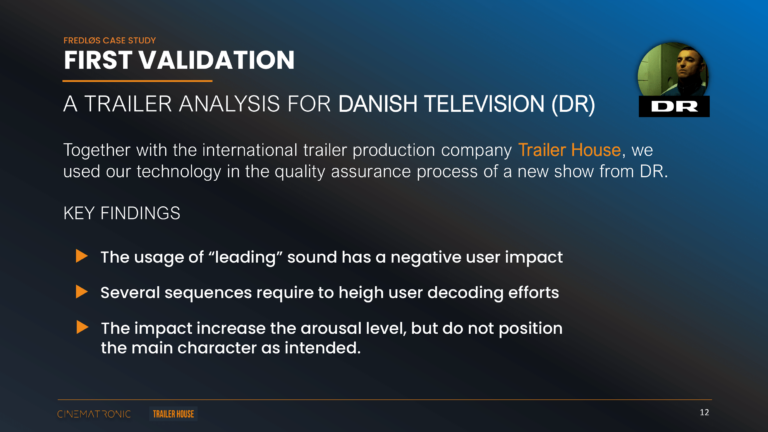 FREDLØS CASE STUDY
FIRST VALIDATION
A TRAILER ANALYSIS FOR DANISH TELEVISION (DR)
DR
Together with the international trailer production company Trailer House, we
used our technology in the quality assurance process of a new show from DR.
KEY FINDINGS
The usage of “leading” sound has a negative user impact
Several sequences require to heigh user decoding efforts
The impact increase the arousal level, but do not position
the main character as intended.
CINEMATRONIC TRAILER HOUSE 12